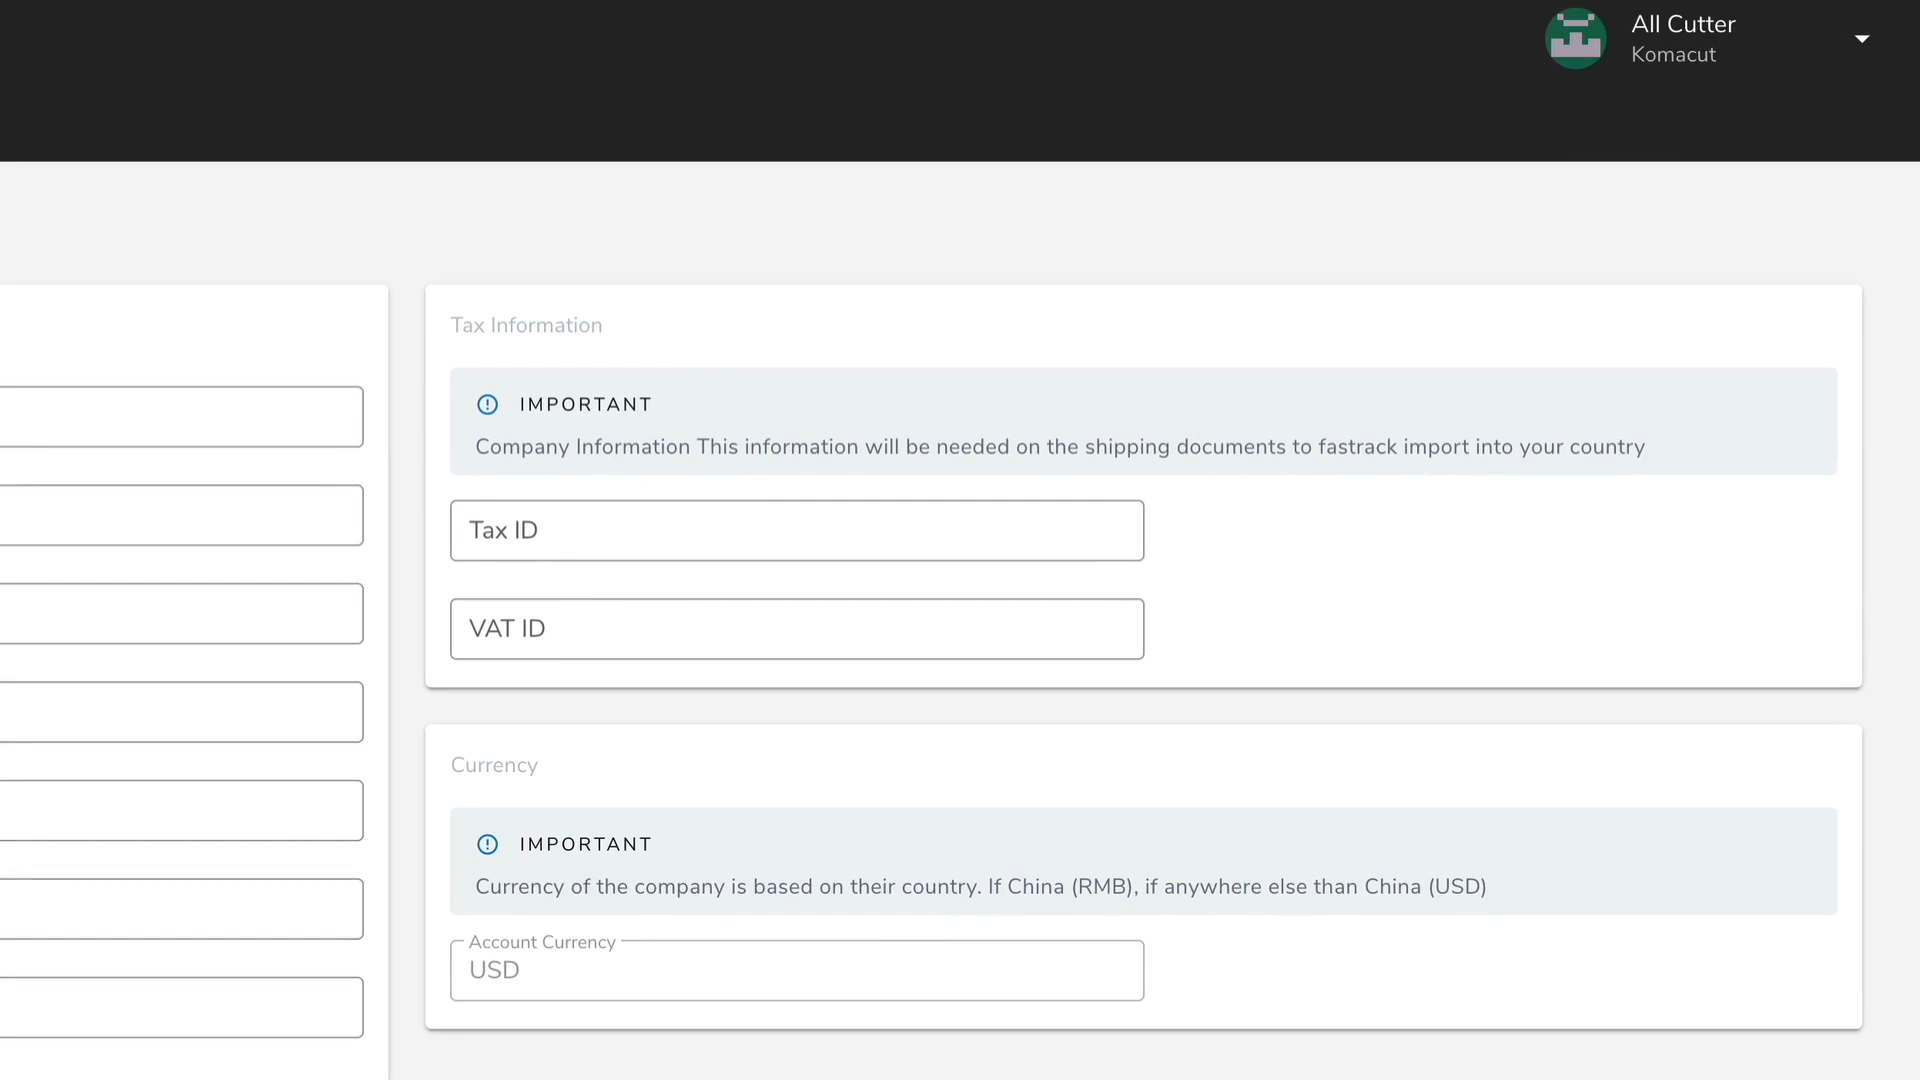 All Cutter
Komacut
Tax Information
IMPORTANT
Company Information This information will be needed on the shipping documents to fastrack import into your country
Tax ID
VAT ID
Currency
IMPORTANT
Currency of the company is based on their country. If China (RMB), if anywhere else than China (USD)
Account Currency
USD